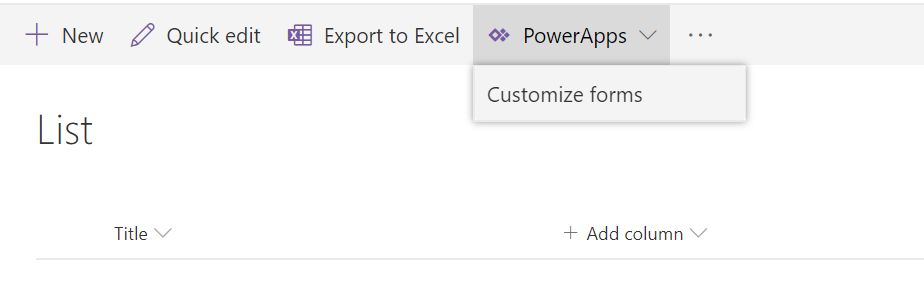 New Quick edit Export to Excel PowerApps ···
Customize forms
List
Title + Add column